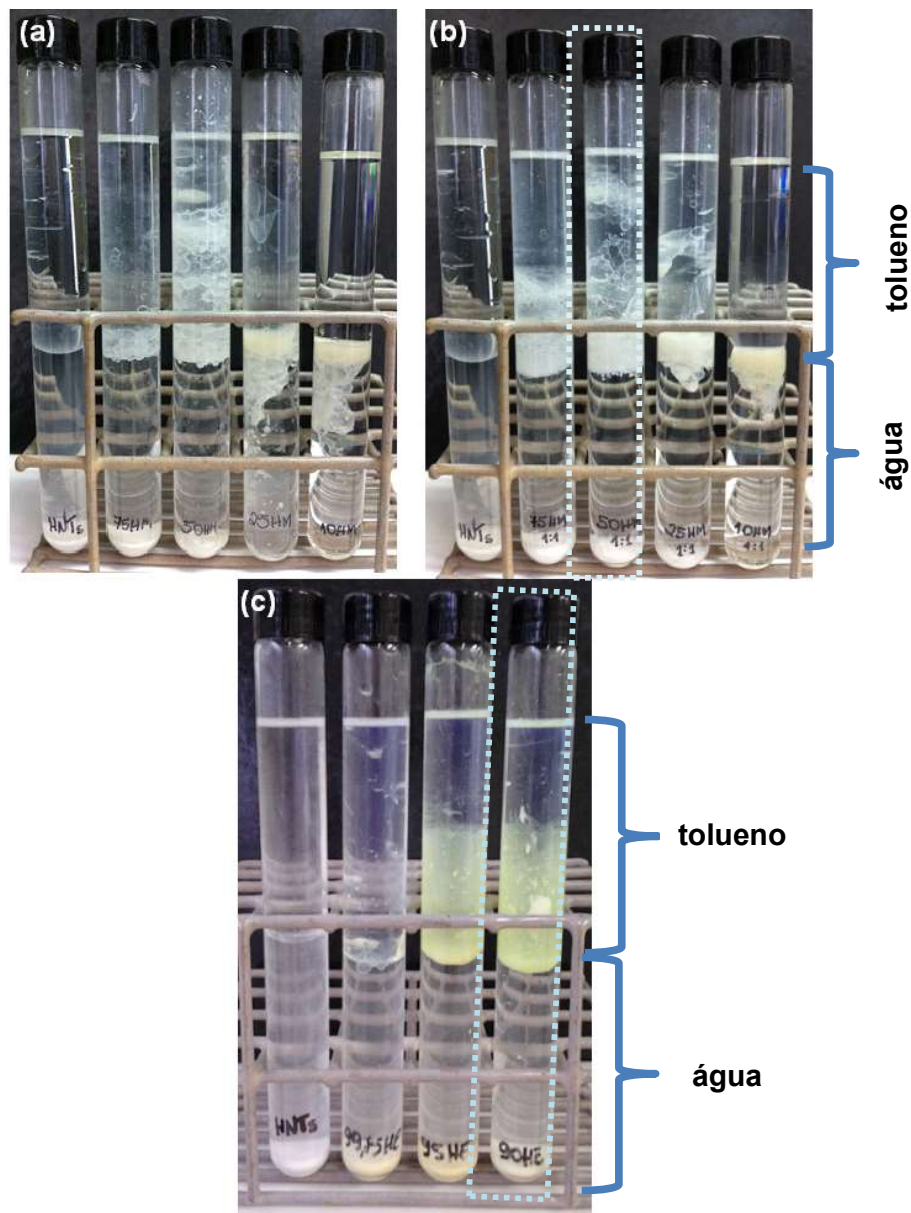 (a)
HNTs
75HM
50HM
25HM
10HM
(b)
HNTs
75HM
1:1
50HM
1:1
25HM
1:1
10HM
1:1
tolueno
água
(c)
HNTs
99,75HE
95HE
90HE
tolueno
água